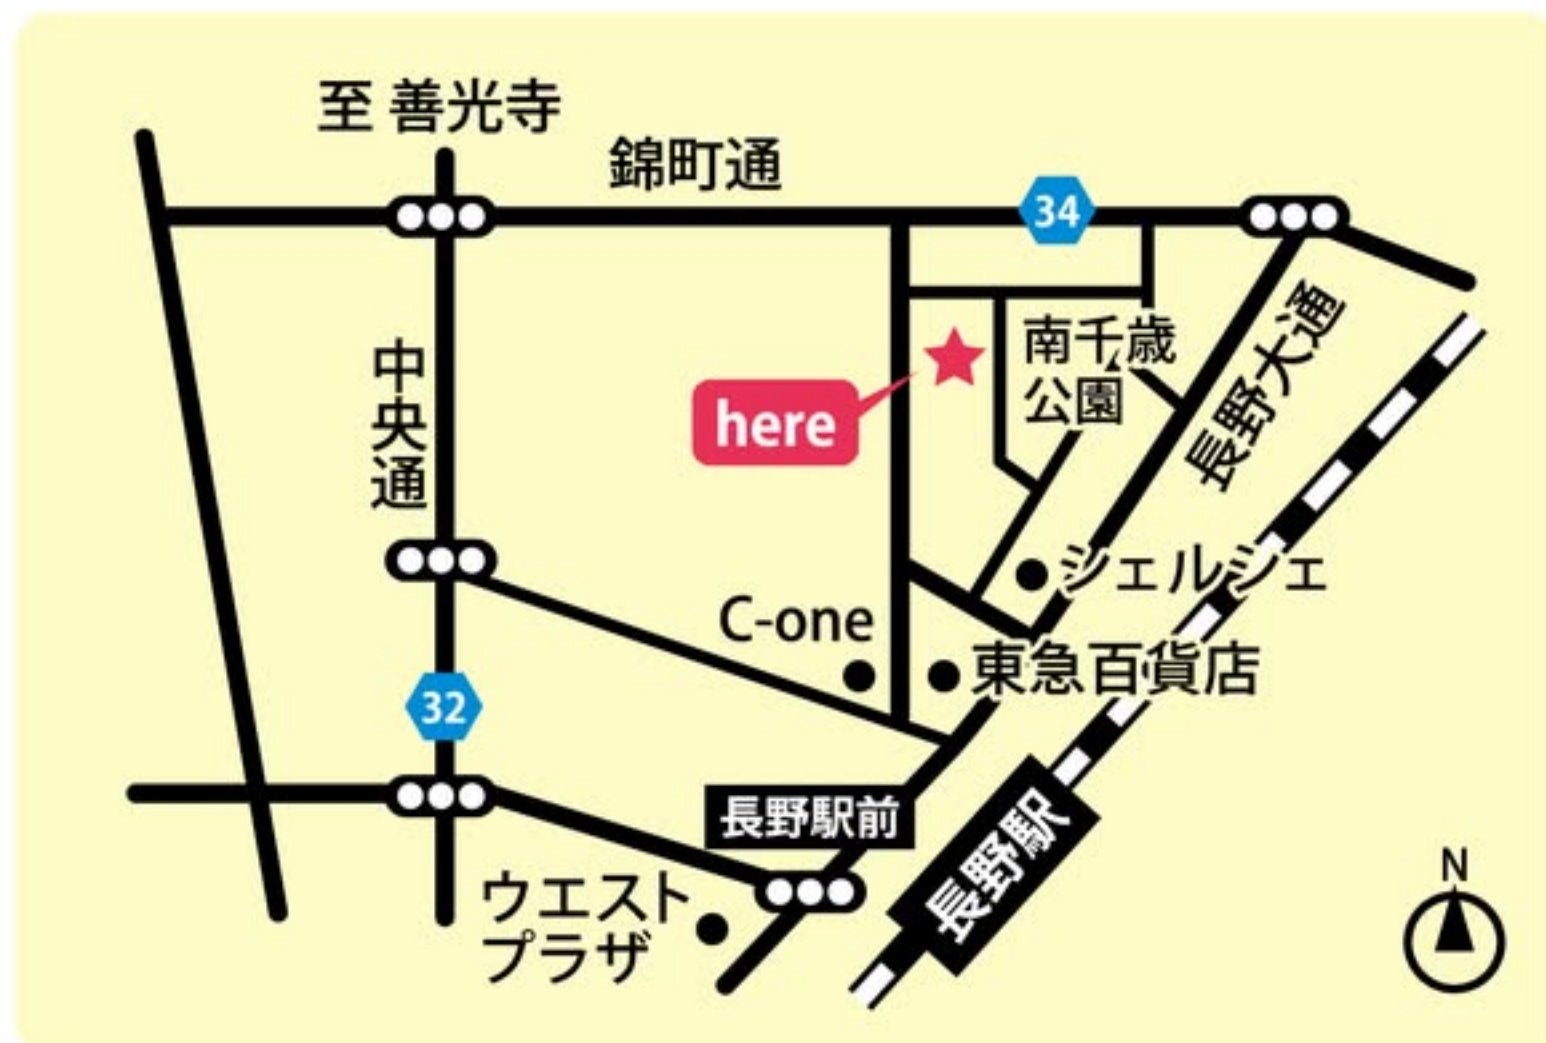 至 善光寺
錦町通
34
中央通
南千歳
公園
長野大通
here
シェルシェ
C-one
東急百貨店
32
長野駅前
長野駅
ウエスト
プラザ
N